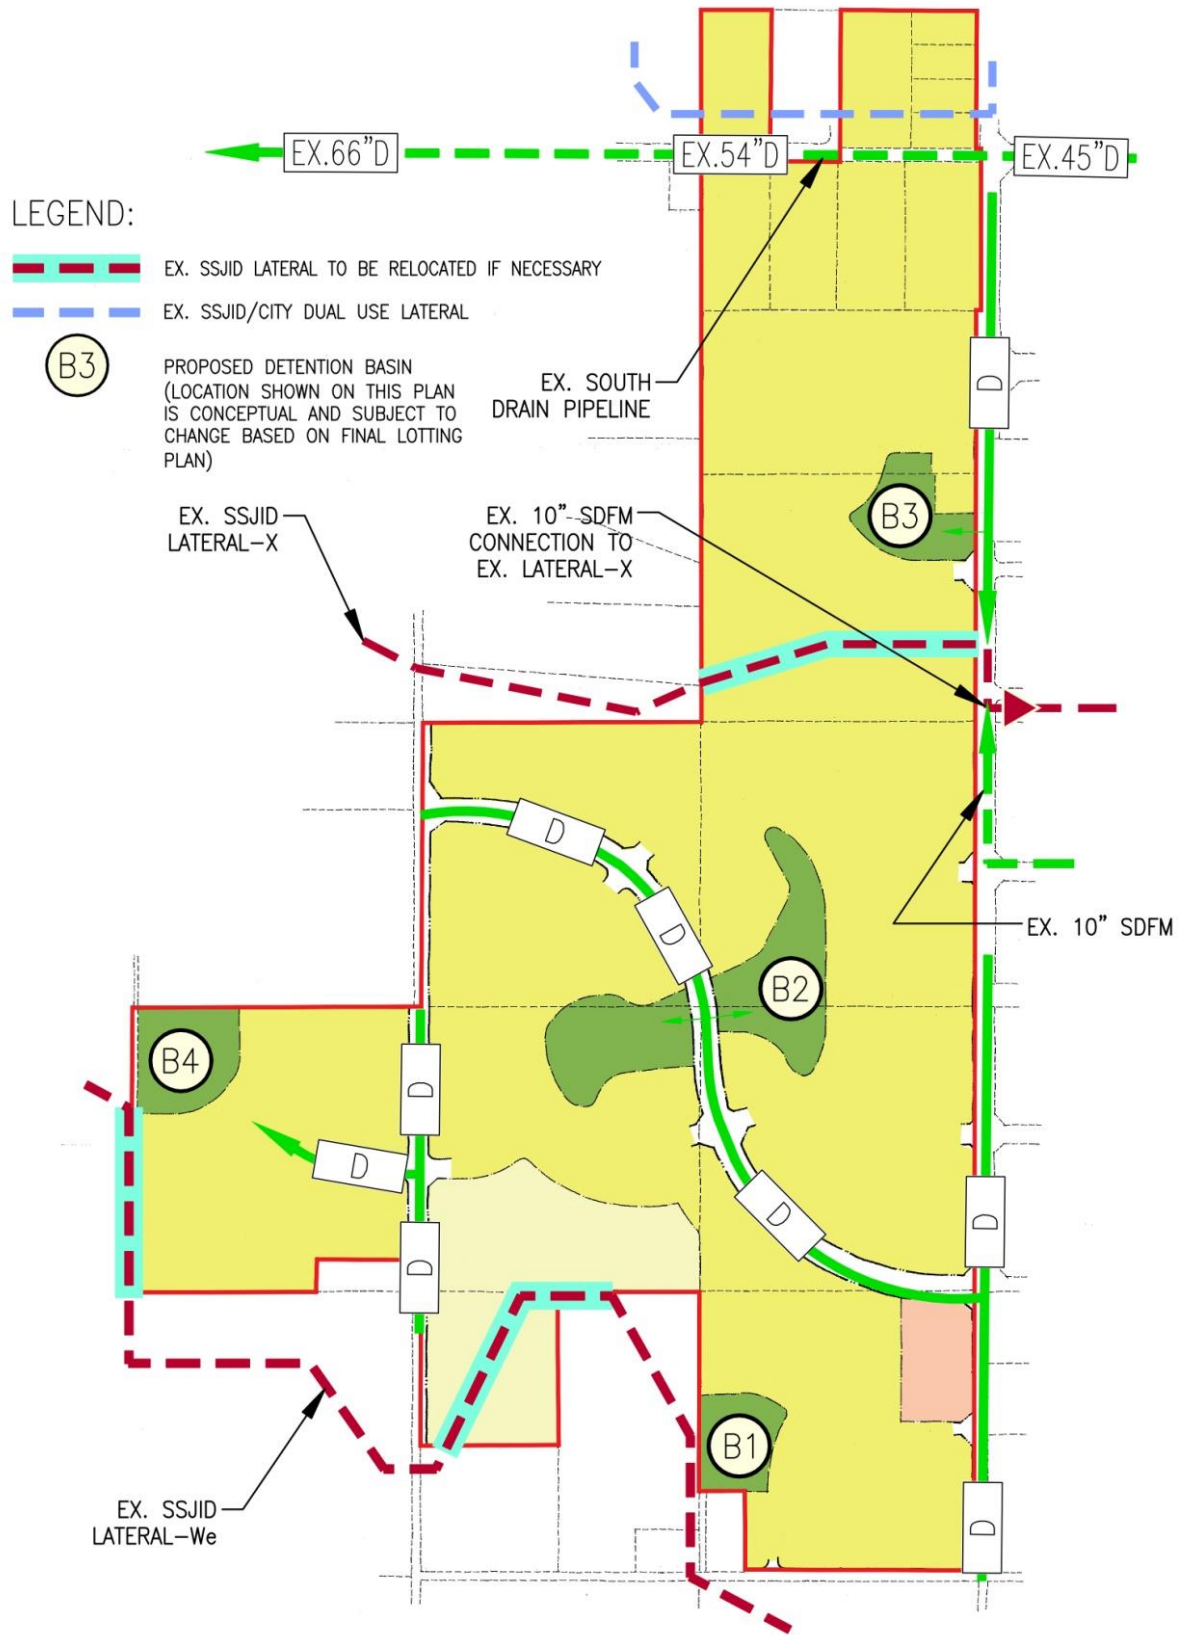 EX.66"D
EX.54"D
EX.45"D
LEGEND:
EX. SSJID LATERAL TO BE RELOCATED IF NECESSARY
EX. SSJID/CITY DUAL USE LATERAL
B3
PROPOSED DETENTION BASIN
(LOCATION SHOWN ON THIS PLAN
IS CONCEPTUAL AND SUBJECT TO
CHANGE BASED ON FINAL LOTTING
PLAN)
EX. SOUTH
DRAIN PIPELINE
D
EX. SSJID
LATERAL-X
EX. 10" SDFM
CONNECTION TO
EX. LATERAL-X
B3
D
D
EX. 10" SDFM
B2
B4
D
D
D
D
D
B1
EX. SSJID
LATERAL-We
D